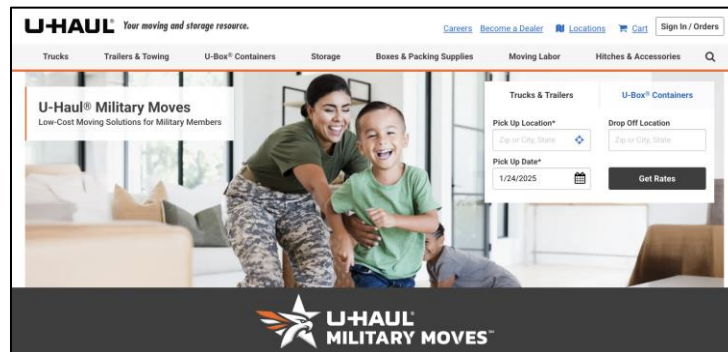 U-HAUL® Your moving and storage resource.
Careers Become a Dealer Locations Cart Sign In / Orders
Trucks Trailers & Towing U-Box® Containers Storage Boxes & Packing Supplies Moving Labor Hitches & Accessories
U-Haul® Military Moves
Low-Cost Moving Solutions for Military Members
Trucks & Trailers U-Box® Containers
Pick Up Location* Drop Off Location
Zip or City, State Zip or City, State
Pick Up Date*
1/24/2025 Get Rates
U-HAUL®
MILITARY MOVES™